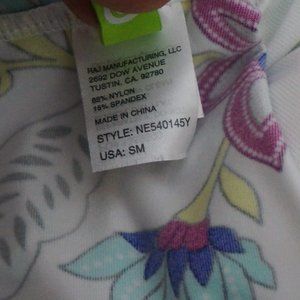 RAJ MANUFACTURING, LLC
2692 DOW AVENUE
TUSTIN, CA. 92780
85% NYLON
15% SPANDEX
MADE IN CHINA
STYLE: NE540145Y
USA: SM